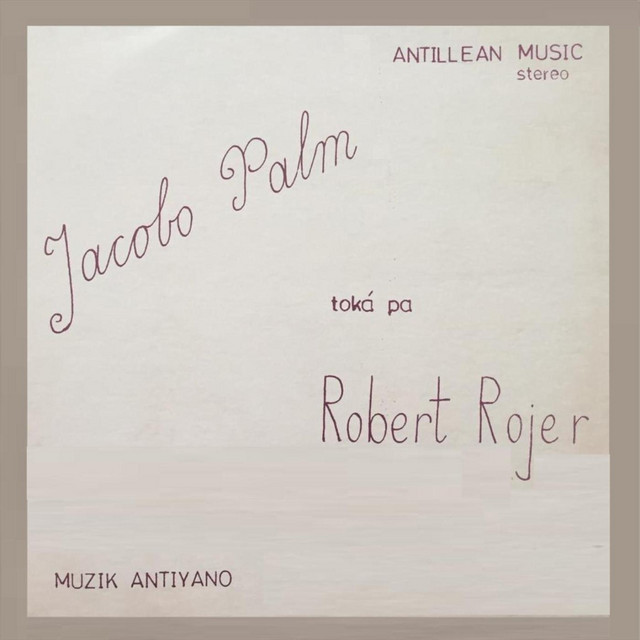 ANTILLEAN MUSIC
stereo
Jacobo Palm
toká pa
Robert Rojer
MUZIK ANTIYANO